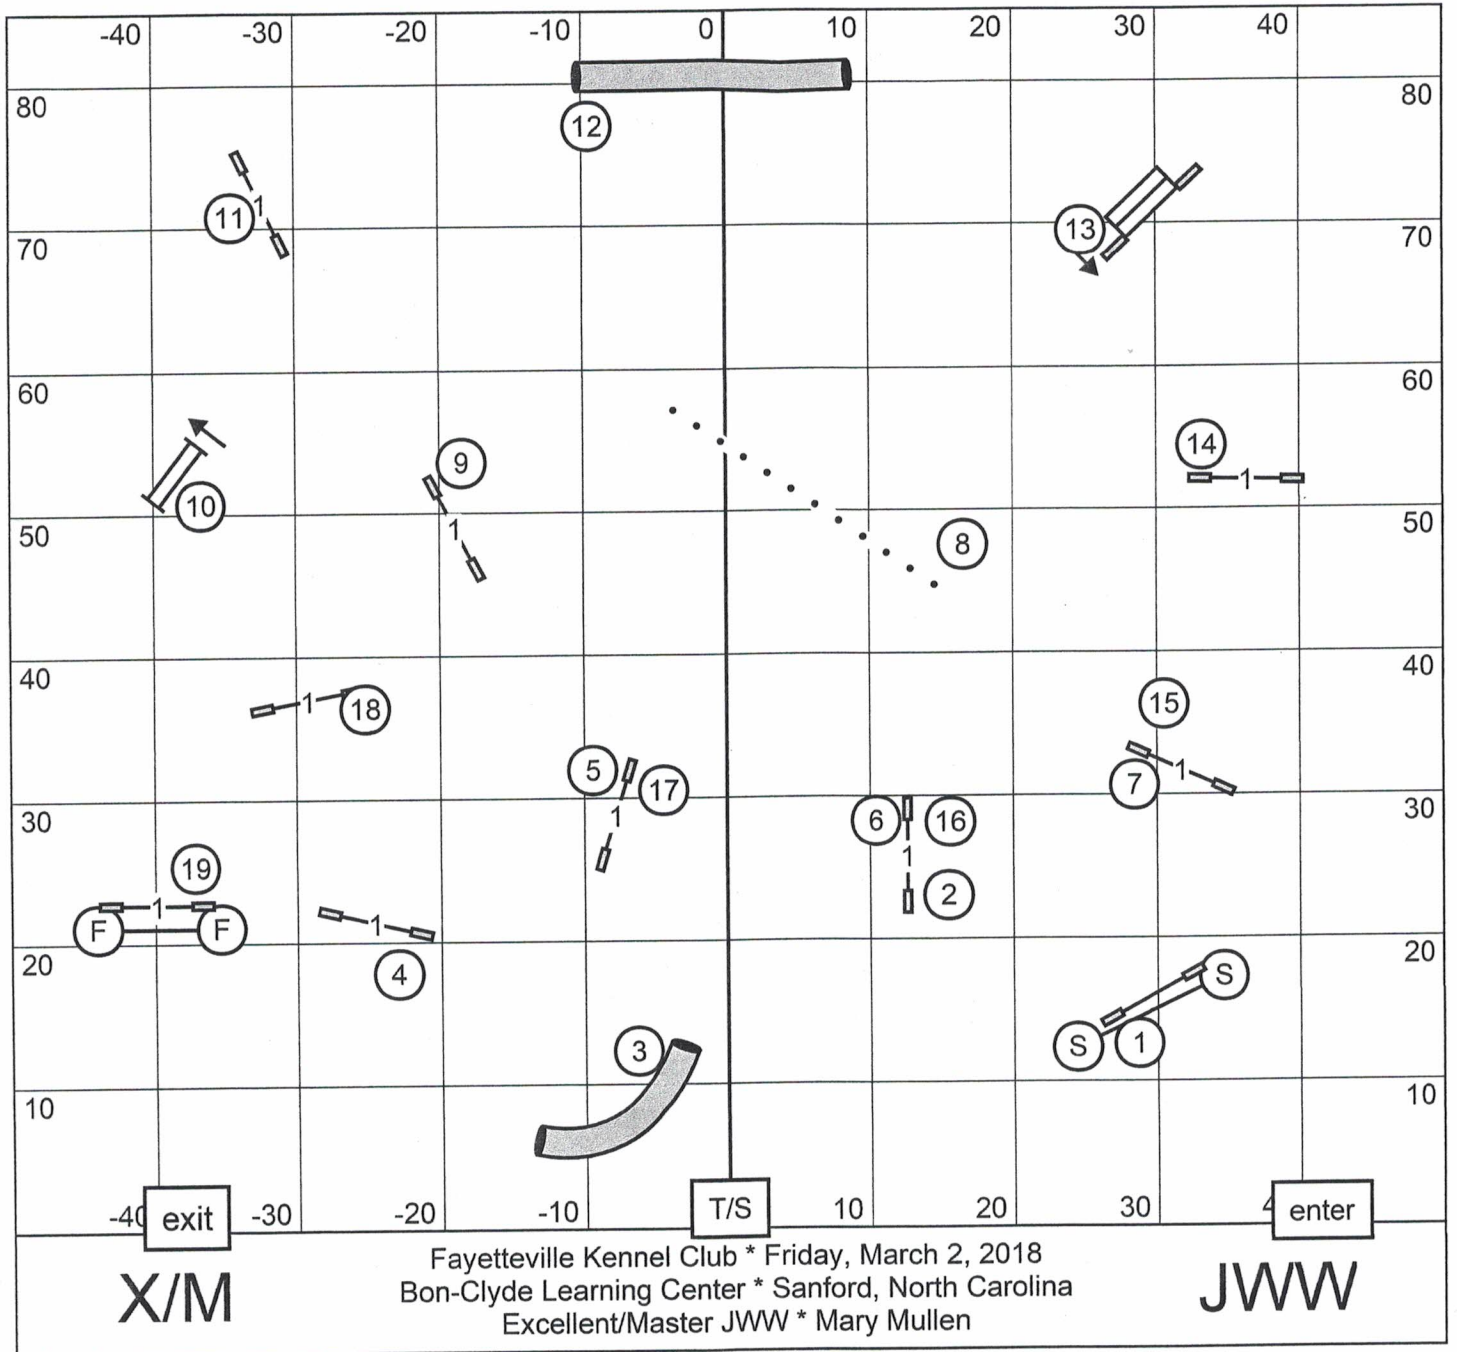 -40 -30 -20 -10 0 10 20 30 40
80 80
12
11 1
13
70 70
60 60
9
14
10 1 1
8
50 50
40 40
15
1 18
5 17 1
7
1
6 16
30 1 30
19
2
1 1
F F
20 20
4 S
3 S 1
10 10
-40 exit -30 -20 -10 T/S 10 20 30 4 enter
X/M
Fayetteville Kennel Club * Friday, March 2, 2018
Bon-Clyde Learning Center * Sanford, North Carolina
Excellent/Master JWW * Mary Mullen
JWW